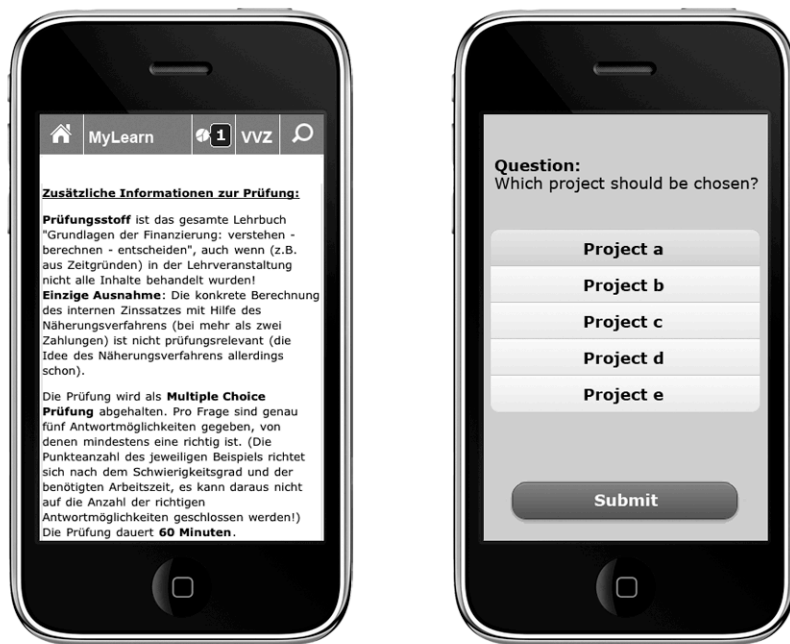 MyLearn 1 VVZ
Zusätzliche Informationen zur Prüfung:
Prüfungsstoff ist das gesamte Lehrbuch
"Grundlagen der Finanzierung: verstehen -
berechnen - entscheiden", auch wenn (z.B.
aus Zeitgründen) in der Lehrveranstaltung
nicht alle Inhalte behandelt wurden!
Einzige Ausnahme: Die konkrete Berechnung
des internen Zinssatzes mit Hilfe des
Näherungsverfahrens (bei mehr als zwei
Zahlungen) ist nicht prüfungsrelevant (die
Idee des Näherungsverfahrens allerdings
schon).
Die Prüfung wird als Multiple Choice
Prüfung abgehalten. Pro Frage sind genau
fünf Antwortmöglichkeiten gegeben, von
denen mindestens eine richtig ist. (Die
Punkteanzahl des jeweiligen Beispiels richtet
sich nach dem Schwierigkeitsgrad und der
benötigten Arbeitszeit, es kann daraus nicht
auf die Anzahl der richtigen
Antwortmöglichkeiten geschlossen werden!)
Die Prüfung dauert 60 Minuten.
Question:
Which project should be chosen?
Project a
Project b
Project c
Project d
Project e
Submit